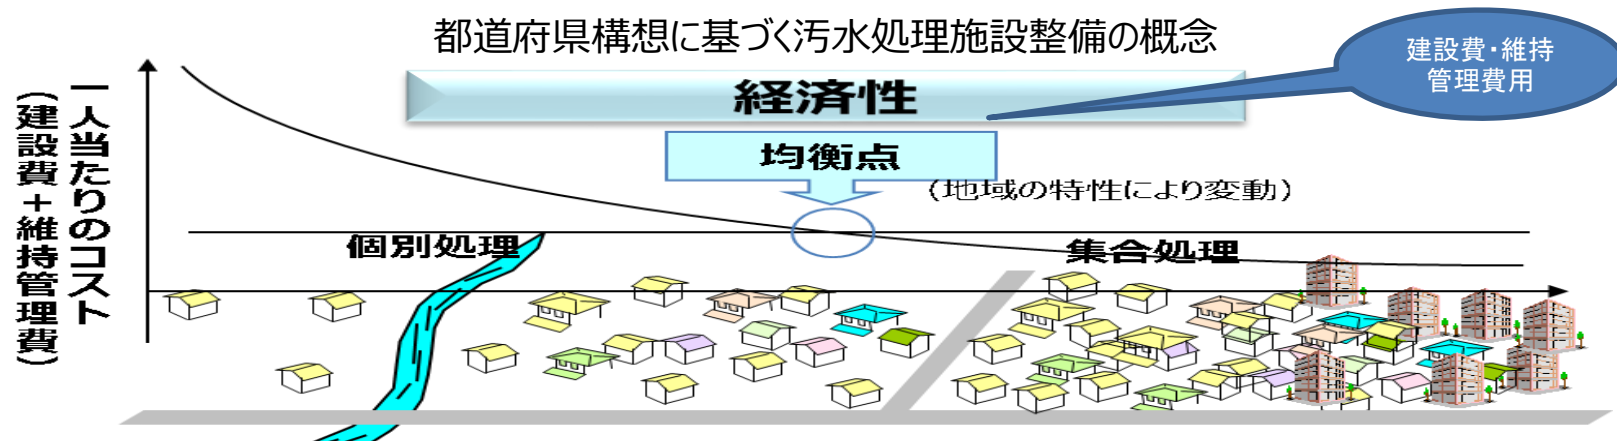 都道府県構想に基づく汚水処理施設整備の概念
建設費・維持
管理費用
経済性
均衡点
（地域の特性により変動）
一人当たりのコスト
（建設費＋維持管理費）
個別処理
集合処理